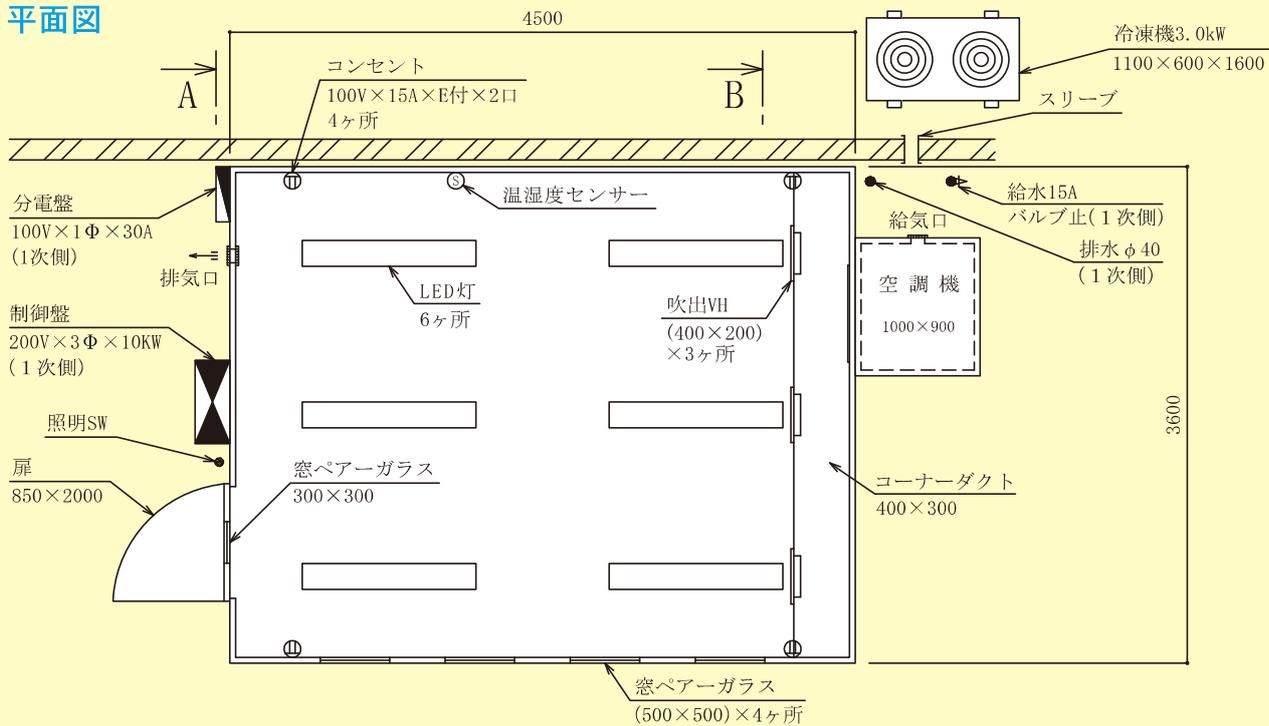 平面図
4500
冷凍機3.0kW
1100×600×1600
A
コンセント
100V×15A×E付×2口
4ヶ所
B
スリーブ
分電盤
100V×1Φ×30A
(1次側)
排気口
S
温湿度センサー
給水15A
バルブ止(1次側)
給気口
排水φ40
(1次側)
LED灯
6ヶ所
吹出VH
(400×200)
×3ヶ所
空調機
1000×900
制御盤
200V×3Φ×10KW
(1次側)
照明SW
扉
850×2000
窓ペアーガラス
300×300
コーナーダクト
400×300
3600
窓ペアーガラス
(500×500)×4ヶ所